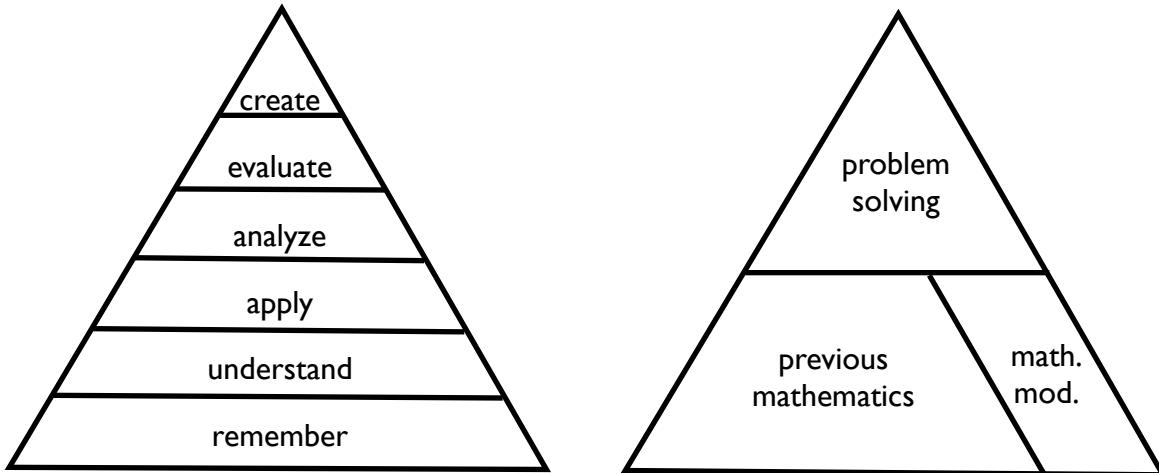 create
evaluate
analyze
apply
understand
remember
problem
solving
previous
mathematics
math.
mod.